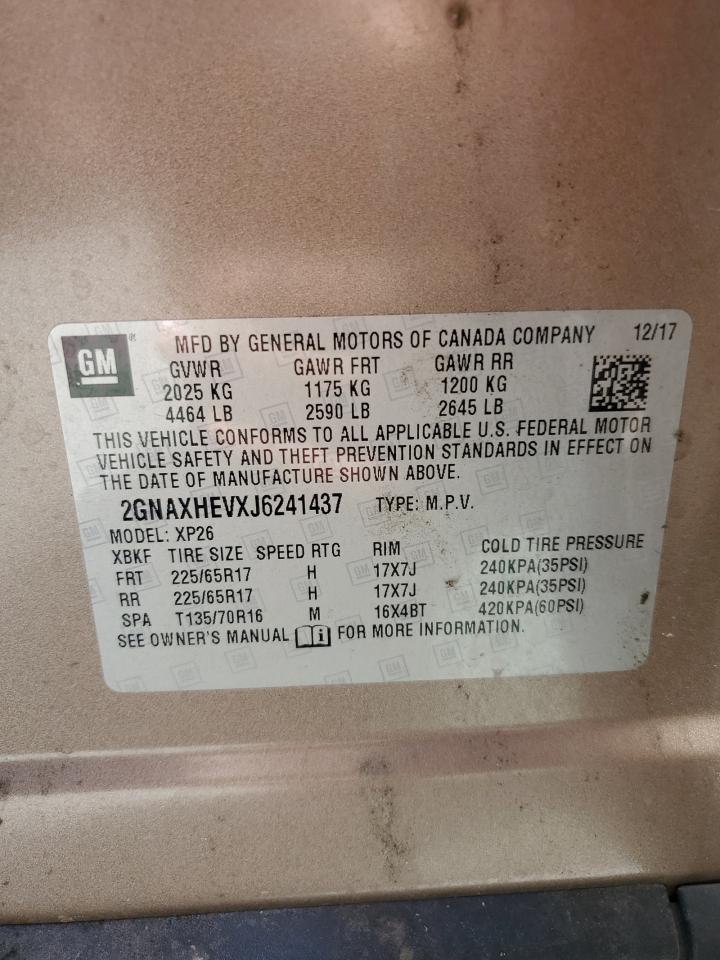 GM ® MFD BY GENERAL MOTORS OF CANADA COMPANY 12/17
GVWR GAWR FRT GAWR RR
2025 KG 1175 KG 1200 KG
4464 LB 2590 LB 2645 LB
THIS VEHICLE CONFORMS TO ALL APPLICABLE U.S. FEDERAL MOTOR
VEHICLE SAFETY AND THEFT PREVENTION STANDARDS IN EFFECT ON
THE DATE OF MANUFACTURE SHOWN ABOVE.
2GNAXHEVXJ6241437 TYPE: M.P.V.
MODEL: XP26
XBKF TIRE SIZE SPEED RTG RIM COLD TIRE PRESSURE
FRT 225/65R17 H 17X7J 240KPA(35PSI)
RR 225/65R17 H 17X7J 240KPA(35PSI)
SPA T135/70R16 M 16X4BT 420KPA(60PSI)
SEE OWNER'S MANUAL i FOR MORE INFORMATION.